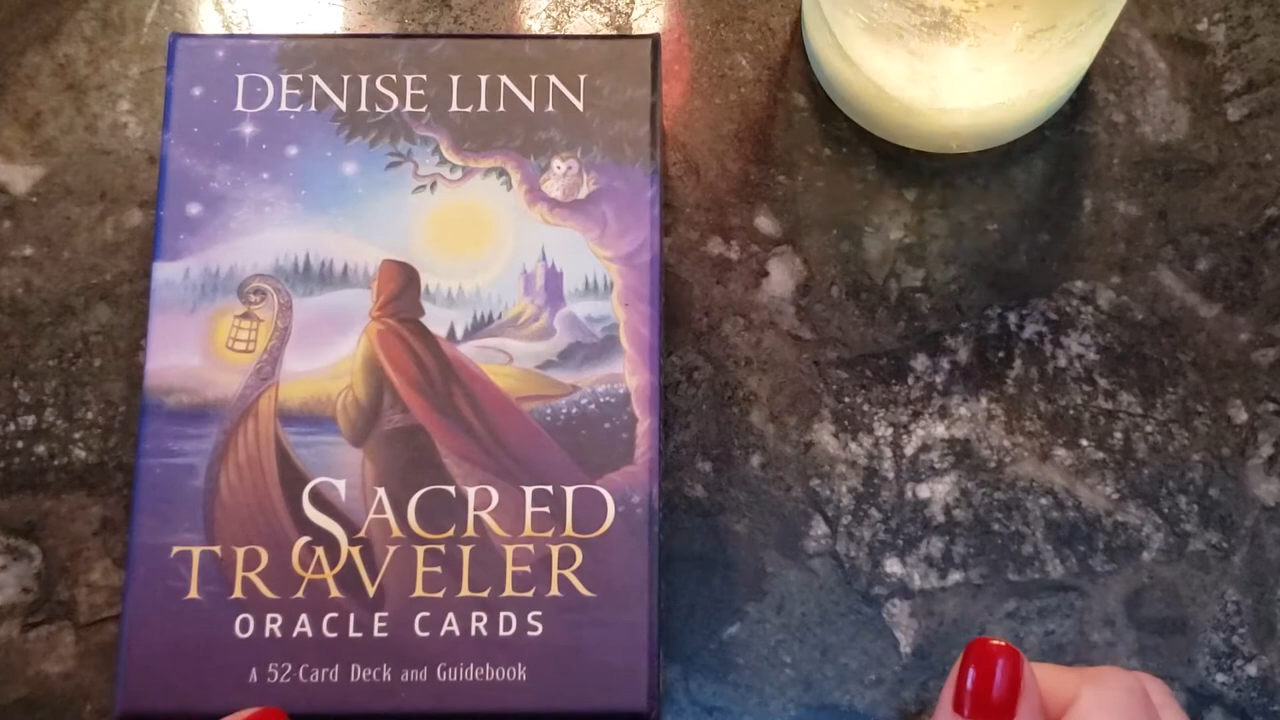 DENISE LINN
SACRED
TRAVELER
ORACLE CARDS
A 52-Card Deck and Guidebook